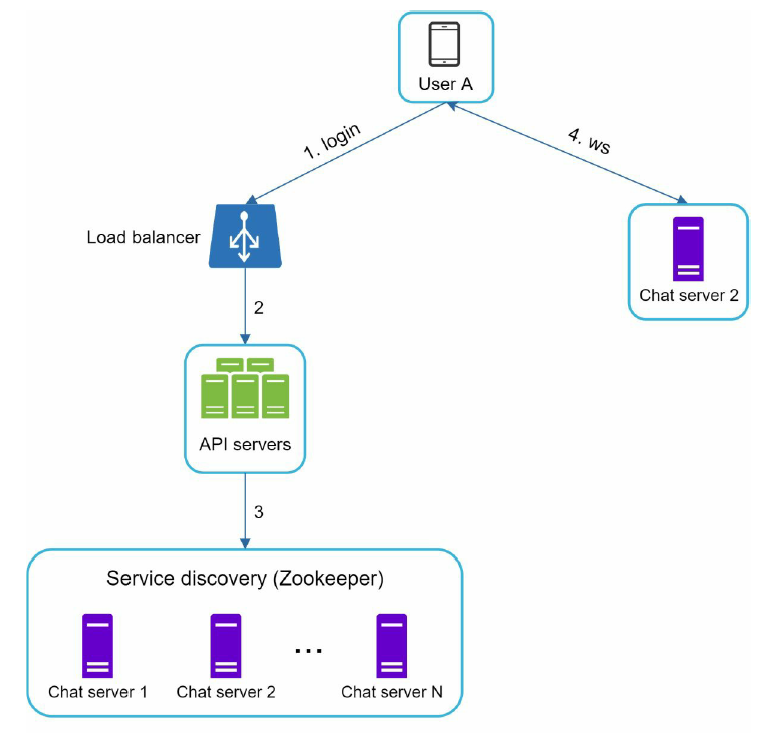 User A
1. login
4. ws
Load balancer
Chat server 2
2
API servers
3
Service discovery (Zookeeper)
...
Chat server 1
Chat server 2
Chat server N